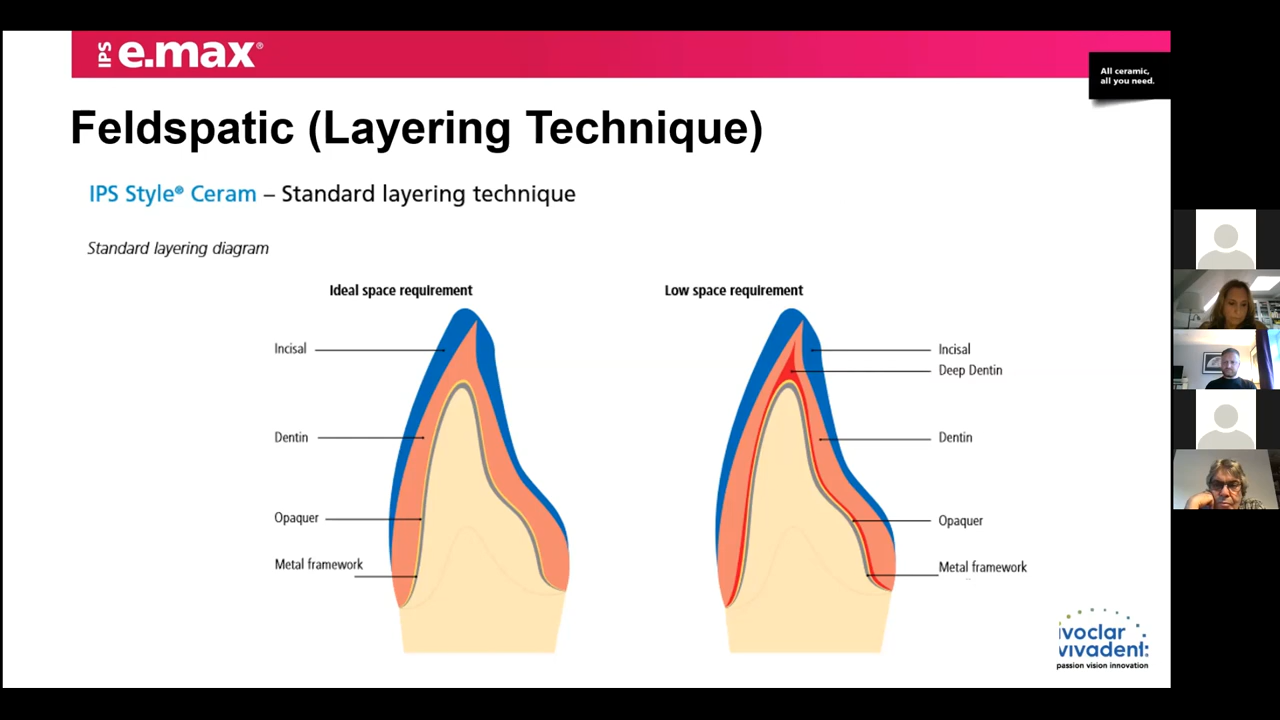 IPS e.max®
All ceramic,
all you need.
Feldspatic (Layering Technique)
IPS Style® Ceram – Standard layering technique
Standard layering diagram
Ideal space requirement
Incisal
Dentin
Opaquer
Metal framework
Low space requirement
Incisal
Deep Dentin
Dentin
Opaquer
Metal framework
ivoclar
vivadent:
passion vision innovation